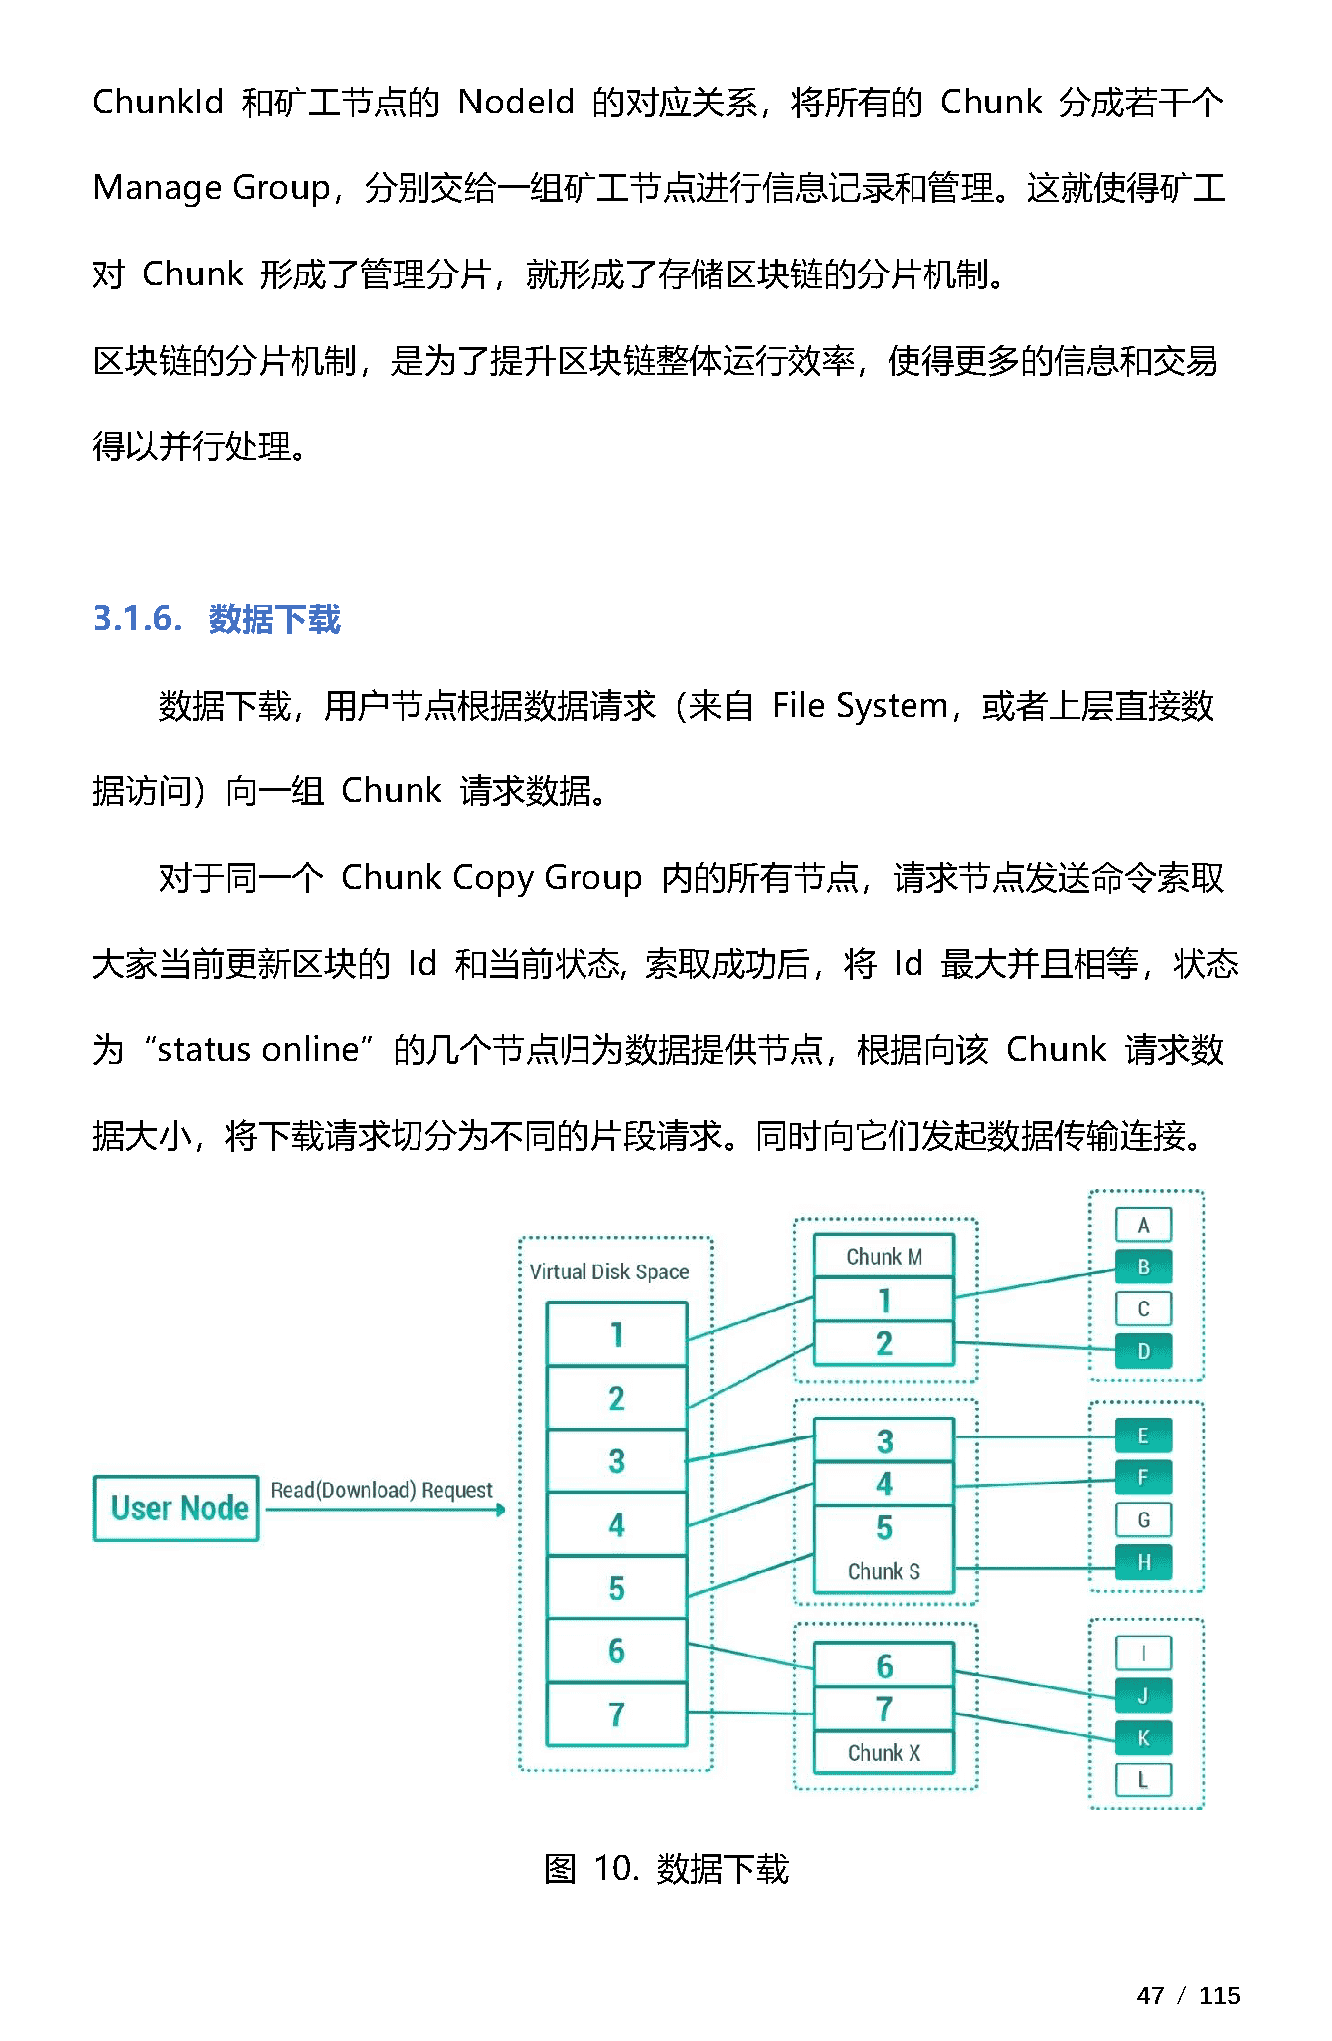 ChunkId 和矿工节点的 NodeId 的对应关系，将所有的 Chunk 分成若干个
Manage Group，分别交给一组矿工节点进行信息记录和管理。这就使得矿工
对 Chunk 形成了管理分片，就形成了存储区块链的分片机制。
区块链的分片机制，是为了提升区块链整体运行效率，使得更多的信息和交易
得以并行处理。
3.1.6. 数据下载
数据下载，用户节点根据数据请求（来自 File System，或者上层直接数
据访问）向一组 Chunk 请求数据。
对于同一个 Chunk Copy Group 内的所有节点，请求节点发送命令索取
大家当前更新区块的 Id 和当前状态, 索取成功后，将 Id 最大并且相等，状态
为“status online”的几个节点归为数据提供节点，根据向该 Chunk 请求数
据大小，将下载请求切分为不同的片段请求。同时向它们发起数据传输连接。
User Node
Read(Download) Request
Virtual Disk Space
1
2
3
4
5
6
7
Chunk M
1
2
3
4
5
Chunk S
6
7
Chunk X
A
B
C
D
E
F
G
H
I
J
K
L
图 10. 数据下载
47 / 115